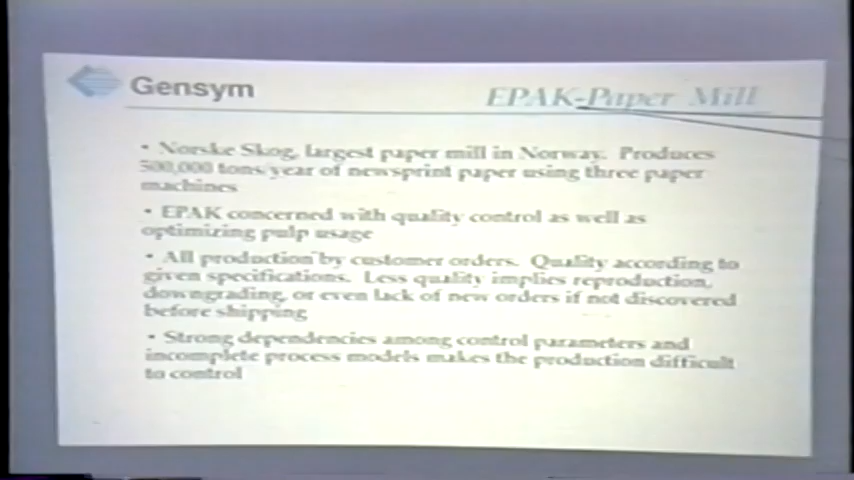 Gensym
EPAK-Paper Mill
• Norske Skog, largest paper mill in Norway. Produces
500,000 tons/year of newsprint paper using three paper
machines
• EPAK concerned with quality control as well as
optimizing pulp usage
• All production by customer orders. Quality according to
given specifications. Less quality implies reproduction,
downgrading, or even lack of new orders if not discovered
before shipping
• Strong dependencies among control parameters and
incomplete process models makes the production difficult
to control